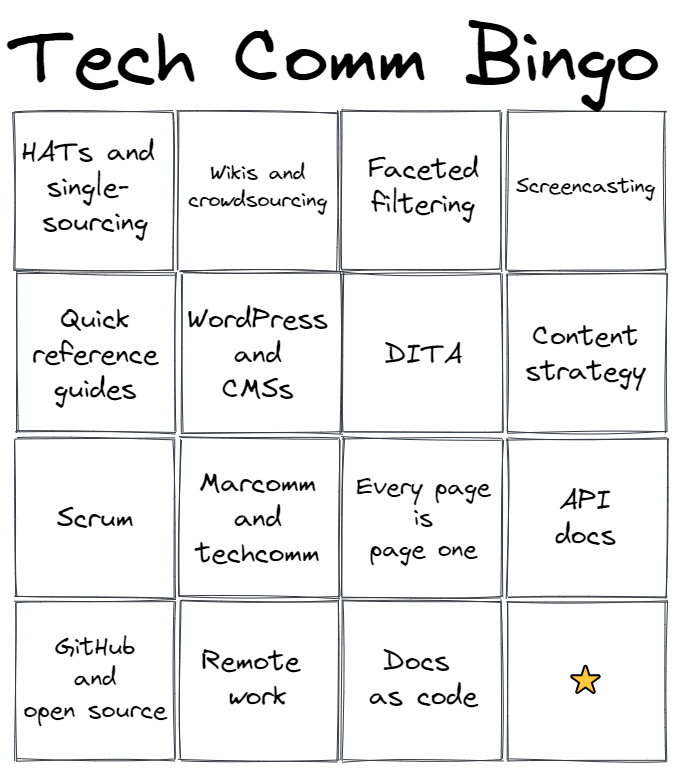 Tech Comm Bingo
HATs and
single-
sourcing
Wikis and
crowdsourcing
Faceted
filtering
Screencasting
Quick
reference
guides
WordPress
and
CMSs
DITA
Content
strategy
Scrum
Marcomm
and
techcomm
Every page
is
page one
API
docs
GitHub
and
open source
Remote
work
Docs
as code